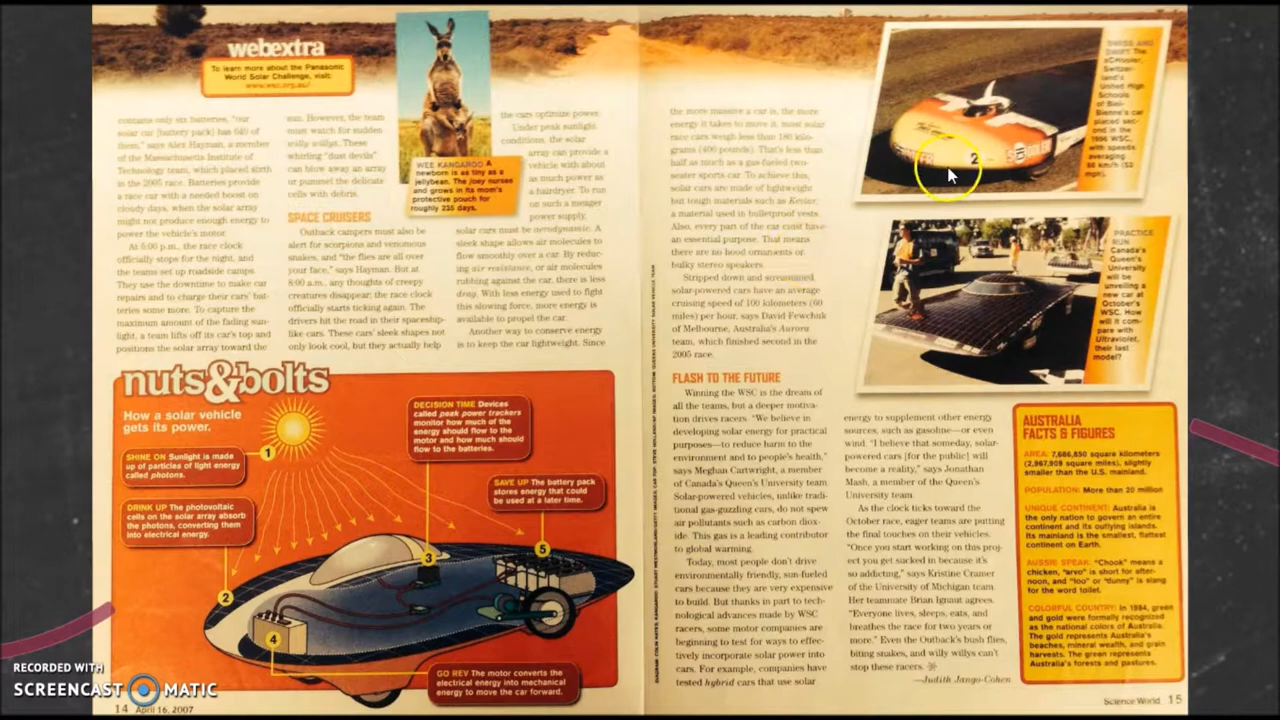 webextra
To learn more about the Panasonic
World Solar Challenge, visit:
www.wsc.org.au/
contains only six batteries, "our
solar car [battery pack] has 640 of
them," says Alex Hayman, a member
of the Massachusetts Institute of
Technology team, which placed sixth
in the 2005 race. Batteries provide
a race car with a needed boost on
cloudy days, when the solar array
might not produce enough energy to
power the vehicle's motor.
At 5:00 p.m., the race clock
officially stops for the night, and
the teams set up roadside camps.
They use the downtime to make car
repairs and to charge their cars' bat-
teries some more. To capture the
maximum amount of the fading sun-
light, a team lifts off its car's top and
positions the solar array toward the
sun. However, the team
must watch for sudden
willy willys. These
whirling "dust devils"
can blow away an array
or pummel the delicate
cells with debris.
SPACE CRUISERS
Outback campers must also be
alert for scorpions and venomous
snakes, and "the flies are all over
your face," says Hayman. But at
8:00 a.m., any thoughts of creepy
creatures disappear; the race clock
officially starts ticking again. The
drivers hit the road in their spaceship-
like cars. These cars' sleek shapes not
only look cool, but they actually help
WEE KANGAROO A
newborn is as tiny as a
jellybean. The joey nurses
and grows in its mom's
protective pouch for
roughly 235 days.
the cars optimize power.
Under peak sunlight
conditions, the solar
array can provide a
vehicle with about
as much power as
a hairdryer. To run
on such a meager
power supply,
solar cars must be aerodynamic. A
sleek shape allows air molecules to
flow smoothly over a car. By reduc-
ing air resistance, or air molecules
rubbing against the car, there is less
drag. With less energy used to fight
this slowing force, more energy is
available to propel the car.
Another way to conserve energy
is to keep the car lightweight. Since
nuts&bolts
How a solar vehicle
gets its power.
1
SHINE ON Sunlight is made
up of particles of light energy
called photons.
DRINK UP The photovoltaic
cells on the solar array absorb
the photons, converting them
into electrical energy.
2
DECISION TIME Devices
called peak power trackers
monitor how much of the
energy should flow to the
motor and how much should
flow to the batteries.
3
SAVE UP The battery pack
stores energy that could
be used at a later time.
5
4
GO REV The motor converts the
electrical energy into mechanical
energy to move the car forward.
14 April 16, 2007
the more massive a car is, the more
energy it takes to move it, most solar
race cars weigh less than 180 kilo-
grams (400 pounds). That's less than
half as much as a gas-fueled two-
seater sports car. To achieve this,
solar cars are made of lightweight
but tough materials such as Kevlar,
a material used in bulletproof vests.
Also, every part of the car must have
an essential purpose. That means
there are no hood ornaments or
bulky stereo speakers.
Stripped down and streamlined,
solar-powered cars have an average
cruising speed of 100 kilometers (60
miles) per hour, says David Fewchuk
of Melbourne, Australia's Aurora
team, which finished second in the
2005 race.
FLASH TO THE FUTURE
Winning the WSC is the dream of
all the teams, but a deeper motiva-
tion drives racers. "We believe in
developing solar energy for practical
purposes—to reduce harm to the
environment and to people's health,"
says Meghan Cartwright, a member
of Canada's Queen's University team.
Solar-powered vehicles, unlike tradi-
tional gas-guzzling cars, do not spew
air pollutants such as carbon diox-
ide. This gas is a leading contributor
to global warming.
Today, most people don't drive
environmentally friendly, sun-fueled
cars because they are very expensive
to build. But thanks in part to tech-
nological advances made by WSC
racers, some motor companies are
beginning to test for ways to effec-
tively incorporate solar power into
cars. For example, companies have
tested hybrid cars that use solar
2
The
Switzer-
land's
United High
Schools
of Biel-
Bienne's car
placed sec-
ond in the
1996 WSC,
with speeds
averaging
PRACTICE
RUN
Canada's
Queen's
University
will be
unveiling a
new car at
October's
WSC. How
will it com-
pare with
Ultraviolet,
their last
model?
energy to supplement other energy
sources, such as gasoline—or even
wind. "I believe that someday, solar-
powered cars [for the public] will
become a reality," says Jonathan
Mash, a member of the Queen's
University team.
As the clock ticks toward the
October race, eager teams are putting
the final touches on their vehicles.
"Once you start working on this proj-
ect you get sucked in because it's
so addicting," says Kristine Cramer
of the University of Michigan team.
Her teammate Brian Ignaut agrees.
"Everyone lives, sleeps, eats, and
breathes the race for two years or
more." Even the Outback's bush flies,
biting snakes, and willy willys can't
stop these racers.
—Judith Jango-Cohen
AUSTRALIA
FACTS & FIGURES
AREA: 7,686,850 square kilometers
(2,967,909 square miles), slightly
smaller than the U.S. mainland.
POPULATION: More than 20 million
UNIQUE CONTINENT: Australia is
the only nation to govern an entire
continent and its outlying islands.
Its mainland is the smallest, flattest
continent on Earth.
AUSSIE SPEAK: "Chook" means a
chicken, "arvo" is short for after-
noon, and "loo" or "dunny" is slang
for the word toilet.
COLORFUL COUNTRY: In 1984, green
and gold were formally recognized
as the national colors of Australia.
The gold represents Australia's
beaches, mineral wealth, and grain
harvests. The green represents
Australia's forests and pastures.
Science World 15
RECORDED WITH
SCREENCAST MATIC